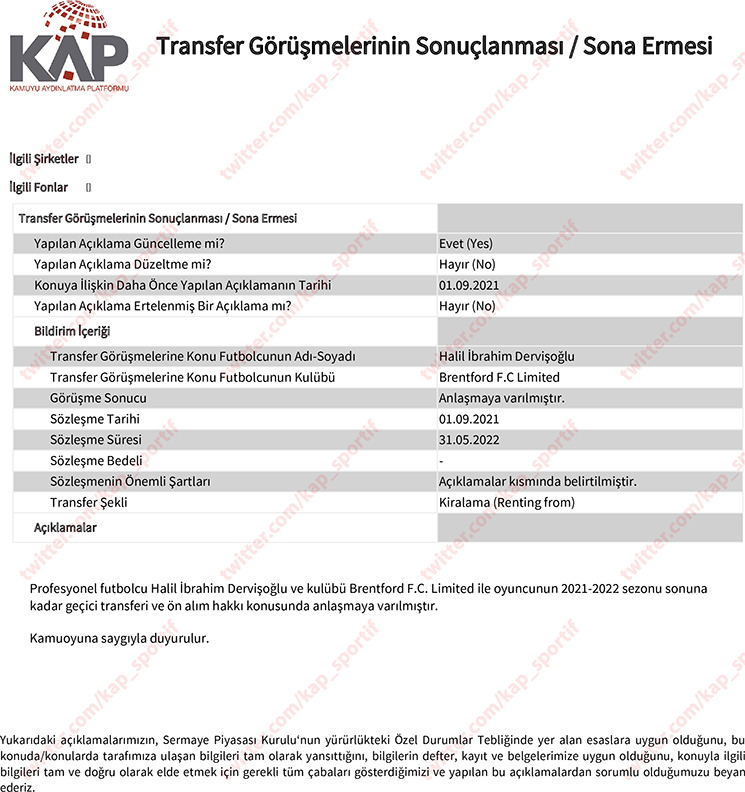 KAP
KAMUYU AYDINLATMA PLATFORMU
Transfer Görüşmelerinin Sonuçlanması / Sona Ermesi
İlgili Şirketler []
İlgili Fonlar []
Transfer Görüşmelerinin Sonuçlanması / Sona Ermesi
Yapılan Açıklama Güncelleme mi? Evet (Yes)
Yapılan Açıklama Düzeltme mi? Hayır (No)
Konuya İlişkin Daha Önce Yapılan Açıklamanın Tarihi 01.09.2021
Yapılan Açıklama Ertelenmiş Bir Açıklama mı? Hayır (No)
Bildirim İçeriği
Transfer Görüşmelerine Konu Futbolcunun Adı-Soyadı Halil İbrahim Dervişoğlu
Transfer Görüşmelerine Konu Futbolcunun Kulübü Brentford F.C Limited
Görüşme Sonucu Anlaşmaya varılmıştır.
Sözleşme Tarihi 01.09.2021
Sözleşme Süresi 31.05.2022
Sözleşme Bedeli -
Sözleşmenin Önemli Şartları Açıklamalar kısmında belirtilmiştir.
Transfer Şekli Kiralama (Renting from)
Açıklamalar
Profesyonel futbolcu Halil İbrahim Dervişoğlu ve kulübü Brentford F.C. Limited ile oyuncunun 2021-2022 sezonu sonuna
kadar geçici transferi ve ön alım hakkı konusunda anlaşmaya varılmıştır.
Kamuoyuna saygıyla duyurulur.
Yukarıdaki açıklamalarımızın, Sermaye Piyasası Kurulu'nun yürürlükteki Özel Durumlar Tebliğinde yer alan esaslara uygun olduğunu, bu
konuda/konularda tarafımıza ulaşan bilgileri tam olarak yansıttığını, bilgilerin defter, kayıt ve belgelerimize uygun olduğunu, konuyla ilgili
bilgileri tam ve doğru olarak elde etmek için gerekli tüm çabaları gösterdiğimizi ve yapılan bu açıklamalardan sorumlu olduğumuzu beyan
ederiz.
twitter.com/kap_sportif